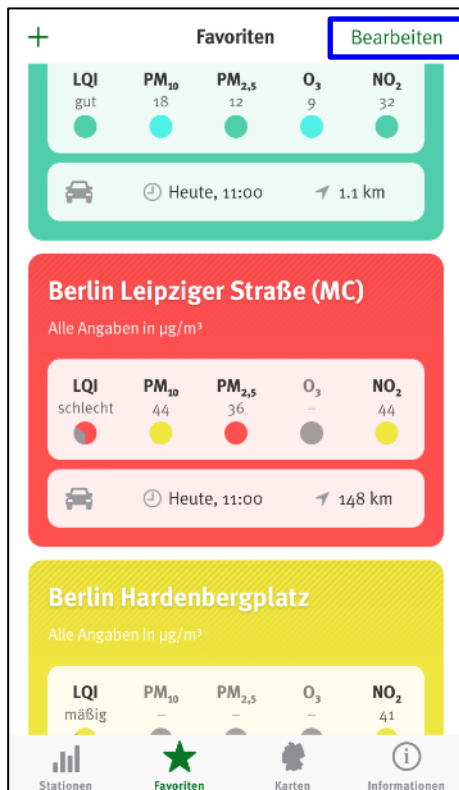 + Favoriten Bearbeiten
LQI PM₁₀ PM₂,₅ O₃ NO₂
gut 18 12 9 32
Heute, 11:00 1.1 km
Berlin Leipziger Straße (MC)
Alle Angaben in µg/m³
LQI PM₁₀ PM₂,₅ O₃ NO₂
schlecht 44 36 – 44
Heute, 11:00 148 km
Berlin Hardenbergplatz
Alle Angaben in µg/m³
LQI PM₁₀ PM₂,₅ O₃ NO₂
mäßig – – – 41
Stationen Favoriten Karten Informationen